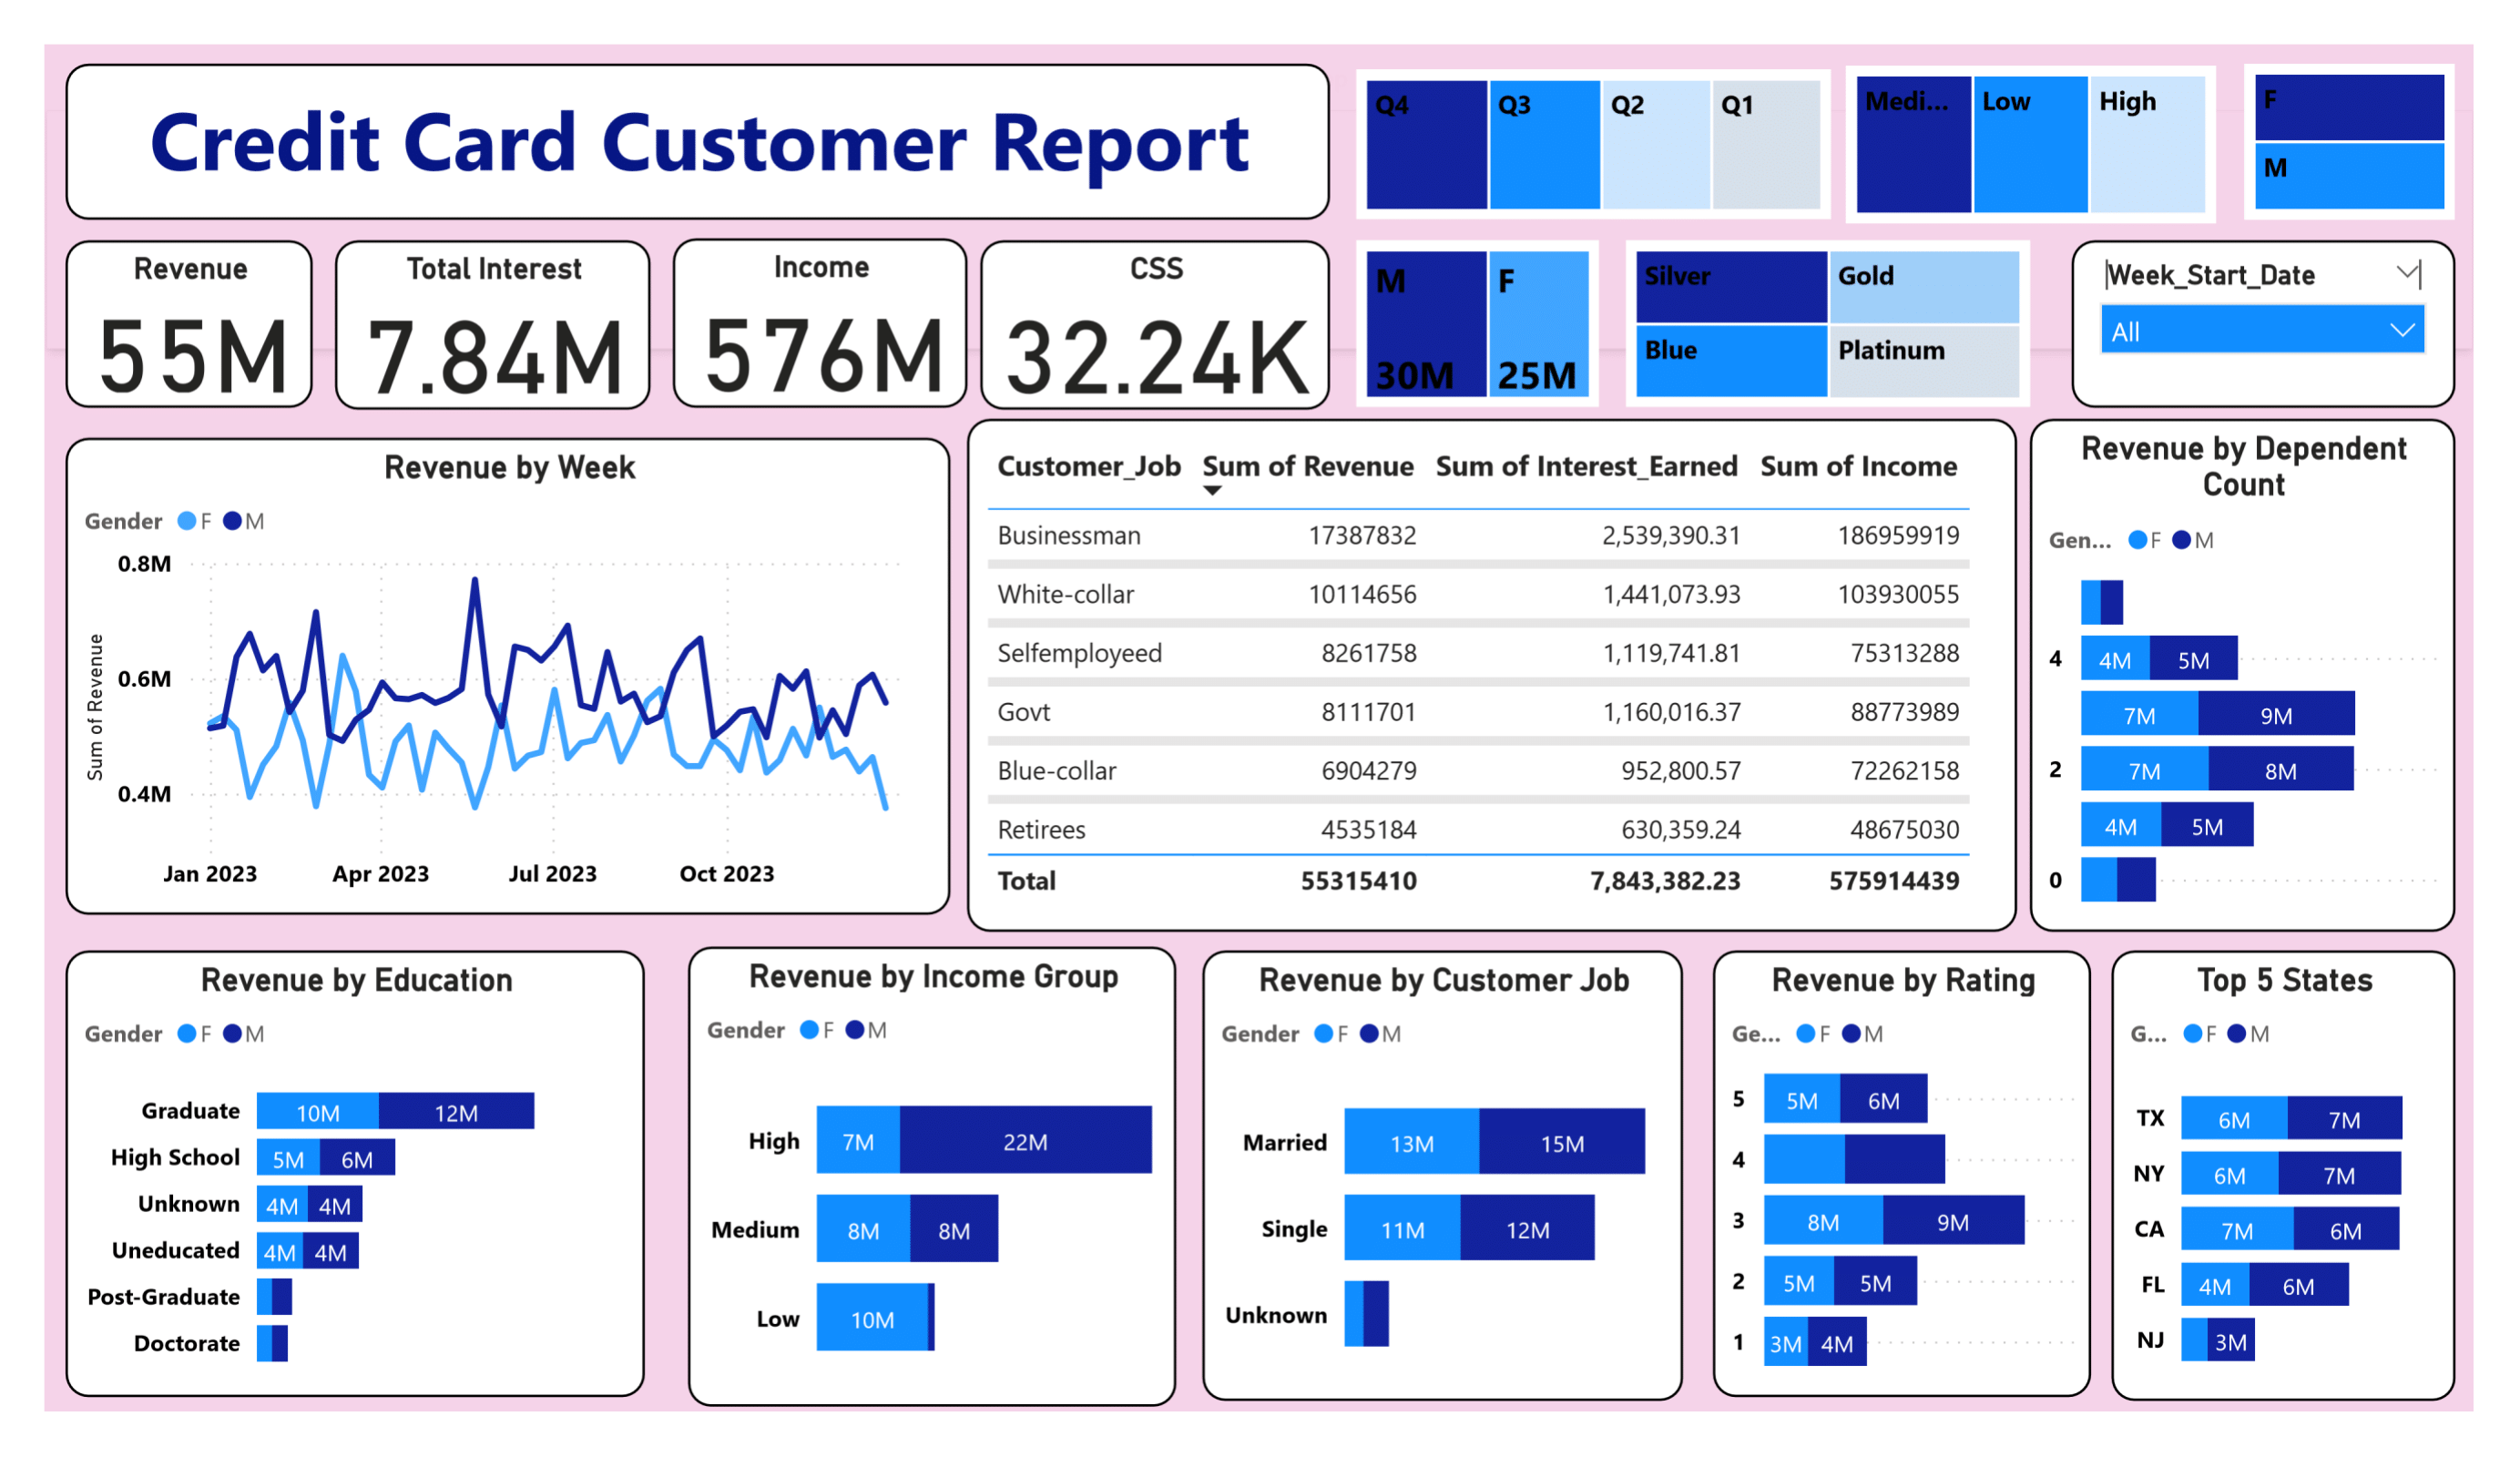 Credit Card Customer Report
Q4 Q3 Q2 Q1
Medi... Low High
F
M
Revenue
55M
Total Interest
7.84M
Income
576M
CSS
32.24K
M F
30M 25M
Silver Gold
Blue Platinum
Week_Start_Date
All
Revenue by Week
Gender F M
0.8M
0.6M
0.4M
Sum of Revenue
Jan 2023 Apr 2023 Jul 2023 Oct 2023
Customer_Job Sum of Revenue Sum of Interest_Earned Sum of Income
Businessman 17387832 2,539,390.31 186959919
White-collar 10114656 1,441,073.93 103930055
Selfemployeed 8261758 1,119,741.81 75313288
Govt 8111701 1,160,016.37 88773989
Blue-collar 6904279 952,800.57 72262158
Retirees 4535184 630,359.24 48675030
Total 55315410 7,843,382.23 575914439
Revenue by Dependent
Count
Gen... F M
4 4M 5M
7M 9M
2 7M 8M
4M 5M
0
Revenue by Education
Gender F M
Graduate 10M 12M
High School 5M 6M
Unknown 4M 4M
Uneducated 4M 4M
Post-Graduate
Doctorate
Revenue by Income Group
Gender F M
High 7M 22M
Medium 8M 8M
Low 10M
Revenue by Customer Job
Gender F M
Married 13M 15M
Single 11M 12M
Unknown
Revenue by Rating
Ge... F M
5 5M 6M
4
3 8M 9M
2 5M 5M
1 3M 4M
Top 5 States
G... F M
TX 6M 7M
NY 6M 7M
CA 7M 6M
FL 4M 6M
NJ 3M